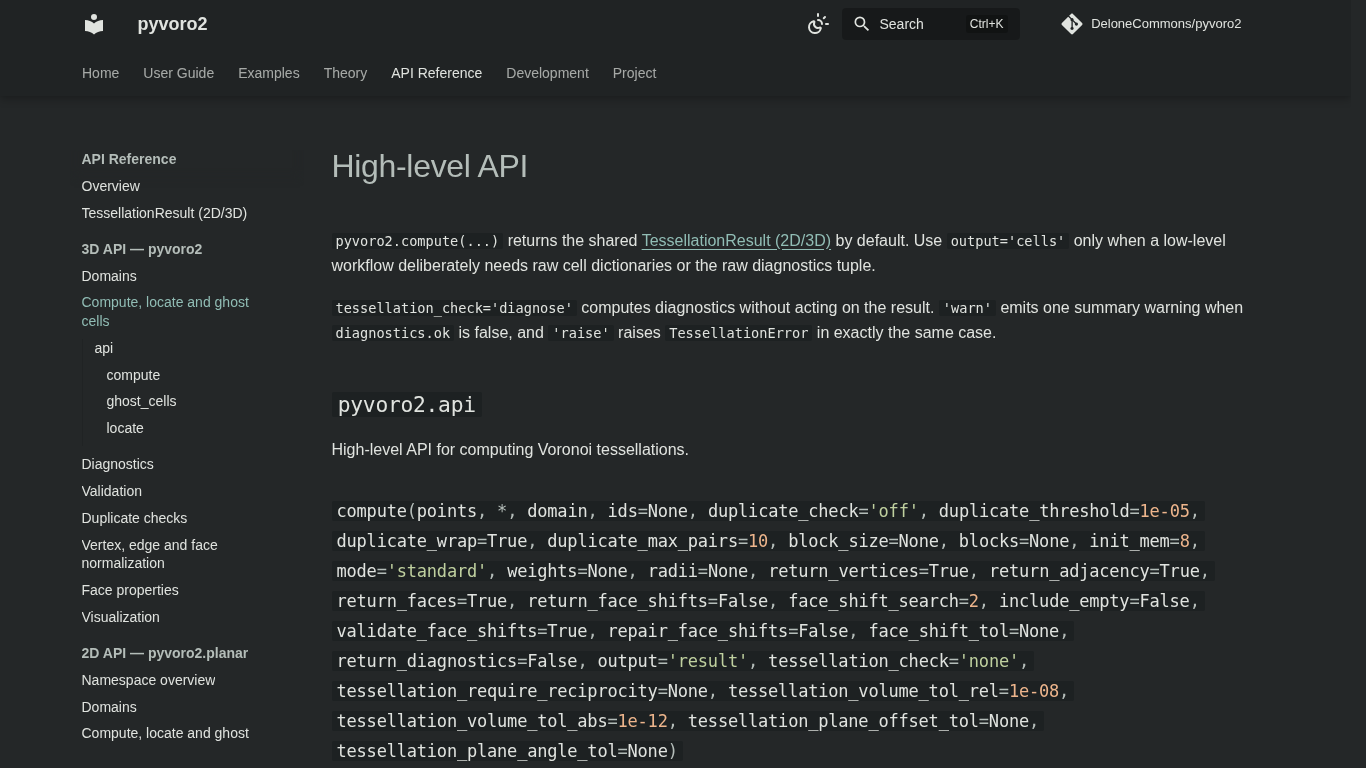 pyvoro2
Search
Ctrl+K
DeloneCommons/pyvoro2
Home
User Guide
Examples
Theory
API Reference
Development
Project
API Reference
Overview
TessellationResult (2D/3D)
3D API — pyvoro2
Domains
Compute, locate and ghost
cells
api
compute
ghost_cells
locate
Diagnostics
Validation
Duplicate checks
Vertex, edge and face
normalization
Face properties
Visualization
2D API — pyvoro2.planar
Namespace overview
Domains
Compute, locate and ghost
High-level API
pyvoro2.compute(...) returns the shared TessellationResult (2D/3D) by default. Use output='cells' only when a low-level
workflow deliberately needs raw cell dictionaries or the raw diagnostics tuple.
tessellation_check='diagnose' computes diagnostics without acting on the result. 'warn' emits one summary warning when
diagnostics.ok is false, and 'raise' raises TessellationError in exactly the same case.
pyvoro2.api
High-level API for computing Voronoi tessellations.
compute(points, *, domain, ids=None, duplicate_check='off', duplicate_threshold=1e-05,
duplicate_wrap=True, duplicate_max_pairs=10, block_size=None, blocks=None, init_mem=8,
mode='standard', weights=None, radii=None, return_vertices=True, return_adjacency=True,
return_faces=True, return_face_shifts=False, face_shift_search=2, include_empty=False,
validate_face_shifts=True, repair_face_shifts=False, face_shift_tol=None,
return_diagnostics=False, output='result', tessellation_check='none',
tessellation_require_reciprocity=None, tessellation_volume_tol_rel=1e-08,
tessellation_volume_tol_abs=1e-12, tessellation_plane_offset_tol=None,
tessellation_plane_angle_tol=None)